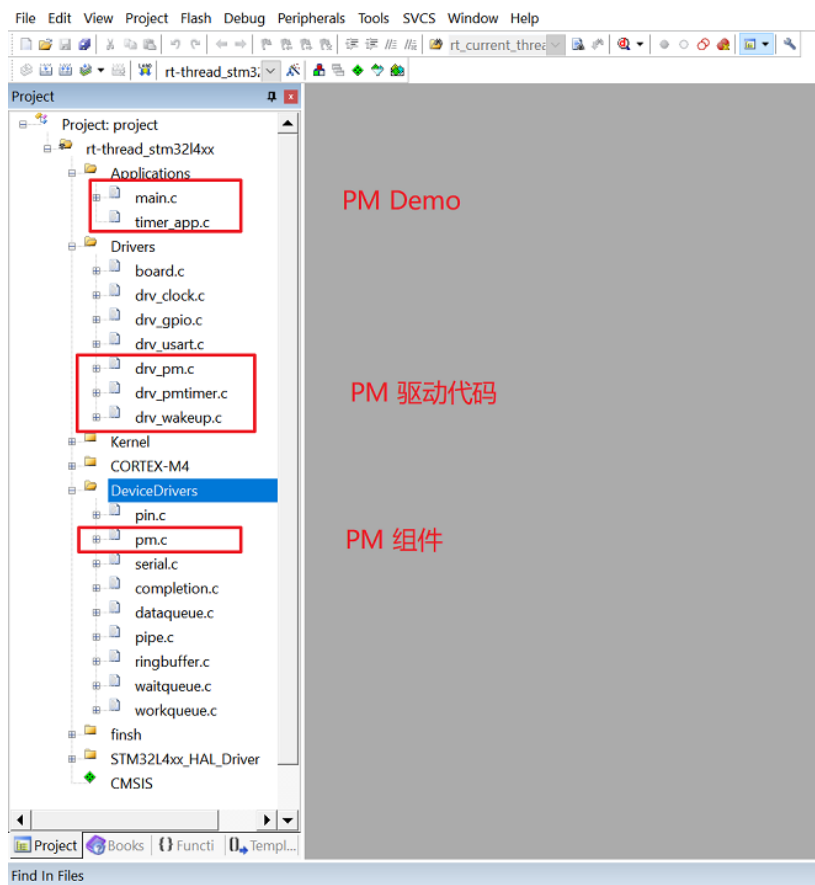 File Edit View Project Flash Debug Peripherals Tools SVCS Window Help
rt_current_threa
rt-thread_stm32
Project
Project: project
rt-thread_stm32l4xx
Applications
main.c
PM Demo
timer_app.c
Drivers
board.c
drv_clock.c
drv_gpio.c
drv_usart.c
drv_pm.c
drv_pmtimer.c
PM 驱动代码
drv_wakeup.c
Kernel
CORTEX-M4
DeviceDrivers
pin.c
pm.c
PM 组件
serial.c
completion.c
dataqueue.c
pipe.c
ringbuffer.c
waitqueue.c
workqueue.c
finsh
STM32L4xx_HAL_Driver
CMSIS
Project Books {} Functi Templ...
Find In Files